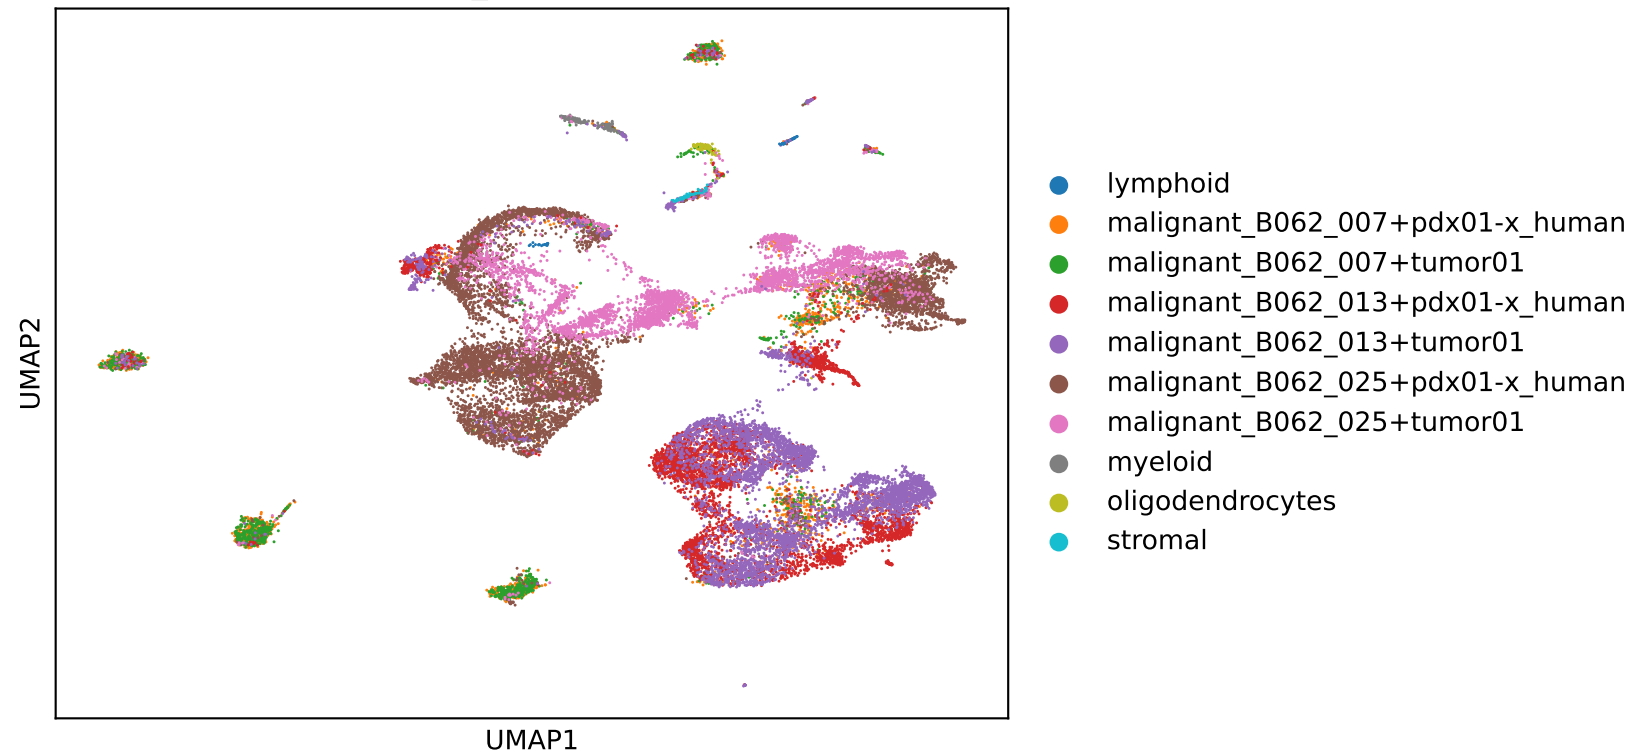 lymphoid
malignant_B062_007+pdx01-x_human
malignant_B062_007+tumor01
malignant_B062_013+pdx01-x_human
malignant_B062_013+tumor01
malignant_B062_025+pdx01-x_human
malignant_B062_025+tumor01
myeloid
oligodendrocytes
stromal
UMAP2
UMAP1